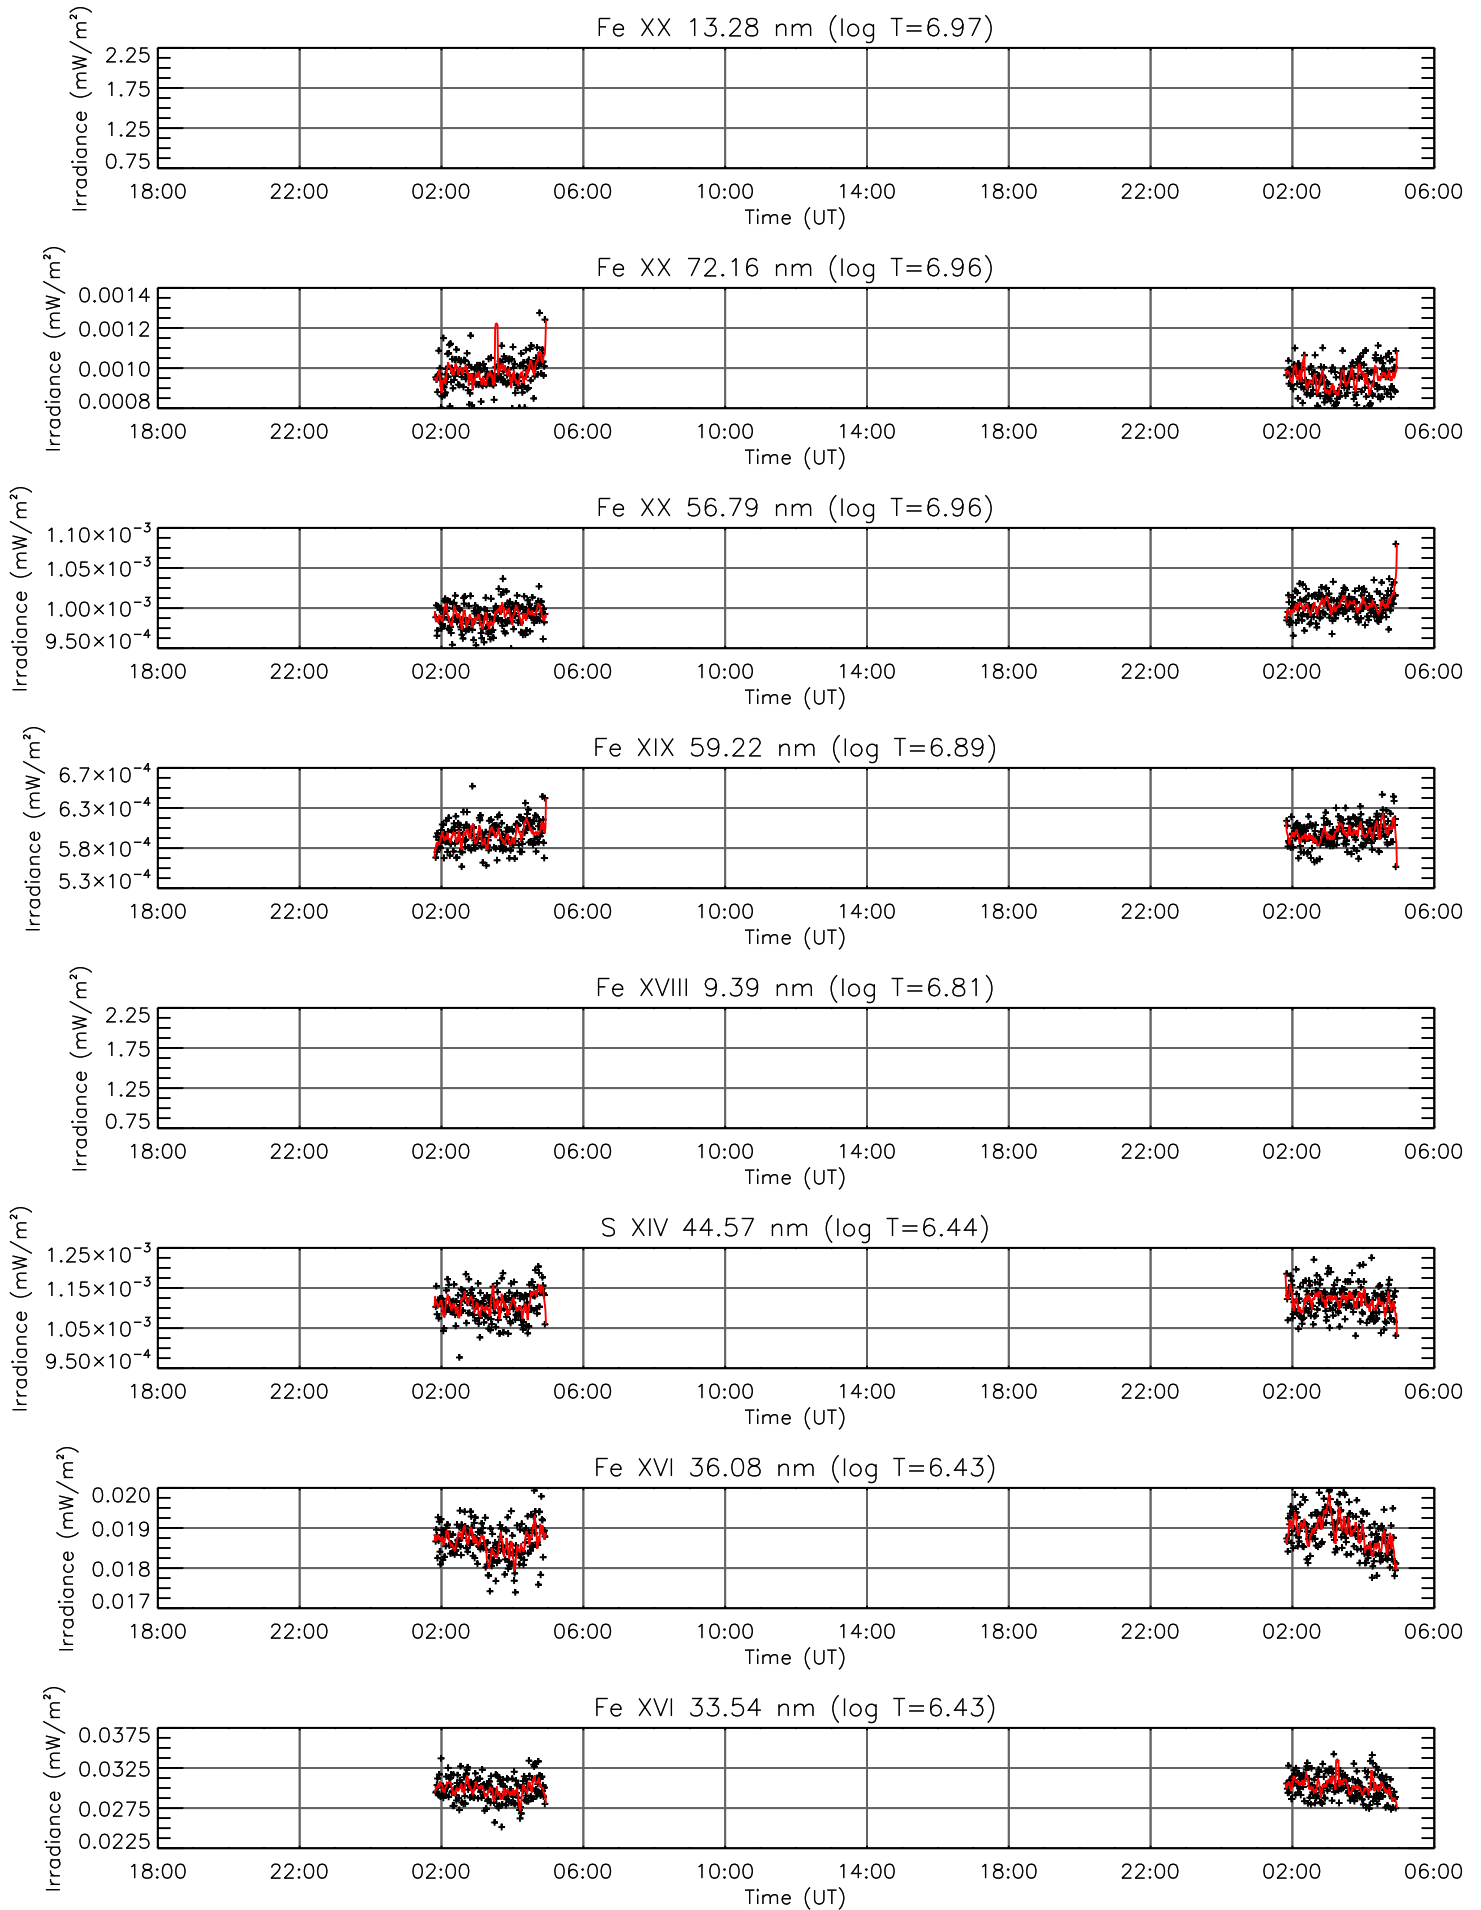 Fe XX 13.28 nm (log T=6.97)
Irradiance (mW/m²)
2.25
1.75
1.25
0.75
18:00 22:00 02:00 06:00 10:00 14:00 18:00 22:00 02:00 06:00
Time (UT)
Fe XX 72.16 nm (log T=6.96)
Irradiance (mW/m²)
0.0014
0.0012
0.0010
0.0008
18:00 22:00 02:00 06:00 10:00 14:00 18:00 22:00 02:00 06:00
Time (UT)
Fe XX 56.79 nm (log T=6.96)
Irradiance (mW/m²)
1.10×10⁻³
1.05×10⁻³
1.00×10⁻³
9.50×10⁻⁴
18:00 22:00 02:00 06:00 10:00 14:00 18:00 22:00 02:00 06:00
Time (UT)
Fe XIX 59.22 nm (log T=6.89)
Irradiance (mW/m²)
6.7×10⁻⁴
6.3×10⁻⁴
5.8×10⁻⁴
5.3×10⁻⁴
18:00 22:00 02:00 06:00 10:00 14:00 18:00 22:00 02:00 06:00
Time (UT)
Fe XVIII 9.39 nm (log T=6.81)
Irradiance (mW/m²)
2.25
1.75
1.25
0.75
18:00 22:00 02:00 06:00 10:00 14:00 18:00 22:00 02:00 06:00
Time (UT)
S XIV 44.57 nm (log T=6.44)
Irradiance (mW/m²)
1.25×10⁻³
1.15×10⁻³
1.05×10⁻³
9.50×10⁻⁴
18:00 22:00 02:00 06:00 10:00 14:00 18:00 22:00 02:00 06:00
Time (UT)
Fe XVI 36.08 nm (log T=6.43)
Irradiance (mW/m²)
0.020
0.019
0.018
0.017
18:00 22:00 02:00 06:00 10:00 14:00 18:00 22:00 02:00 06:00
Time (UT)
Fe XVI 33.54 nm (log T=6.43)
Irradiance (mW/m²)
0.0375
0.0325
0.0275
0.0225
18:00 22:00 02:00 06:00 10:00 14:00 18:00 22:00 02:00 06:00
Time (UT)